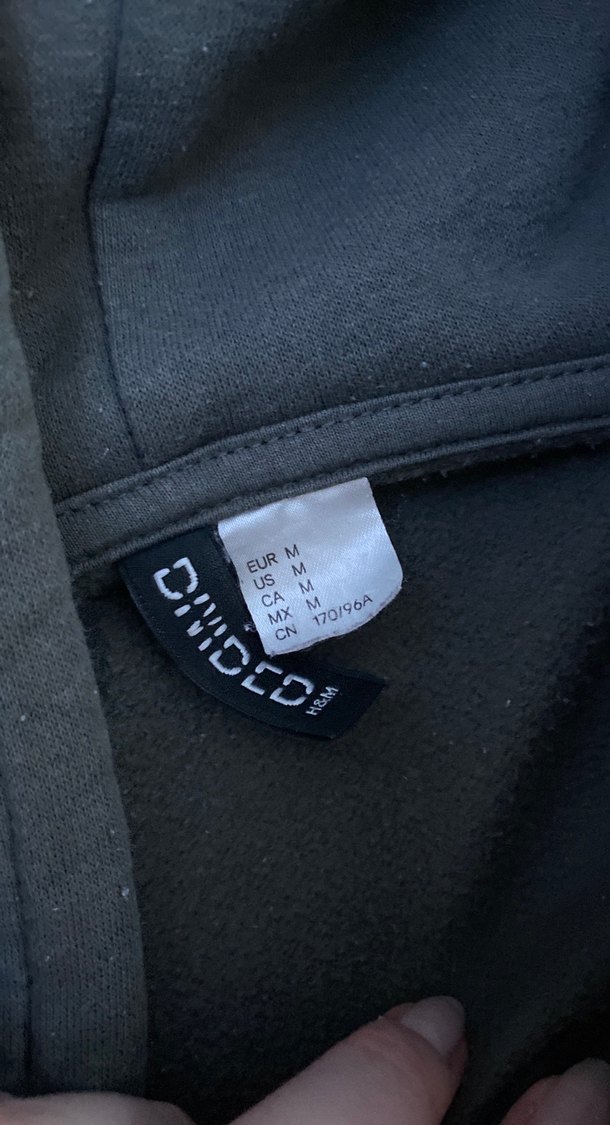 EUR M
US M
CA M
MX M
CN 170/96A
DIVIDED
H&M